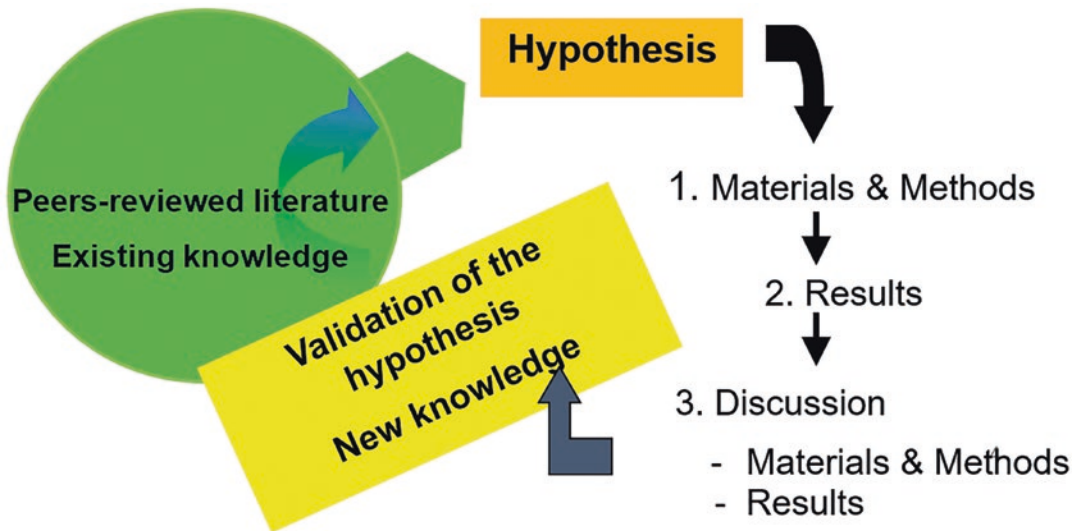 Hypothesis
Peers-reviewed literature
Existing knowledge
Validation of the
hypothesis
New knowledge
1. Materials & Methods
2. Results
3. Discussion
- Materials & Methods
- Results